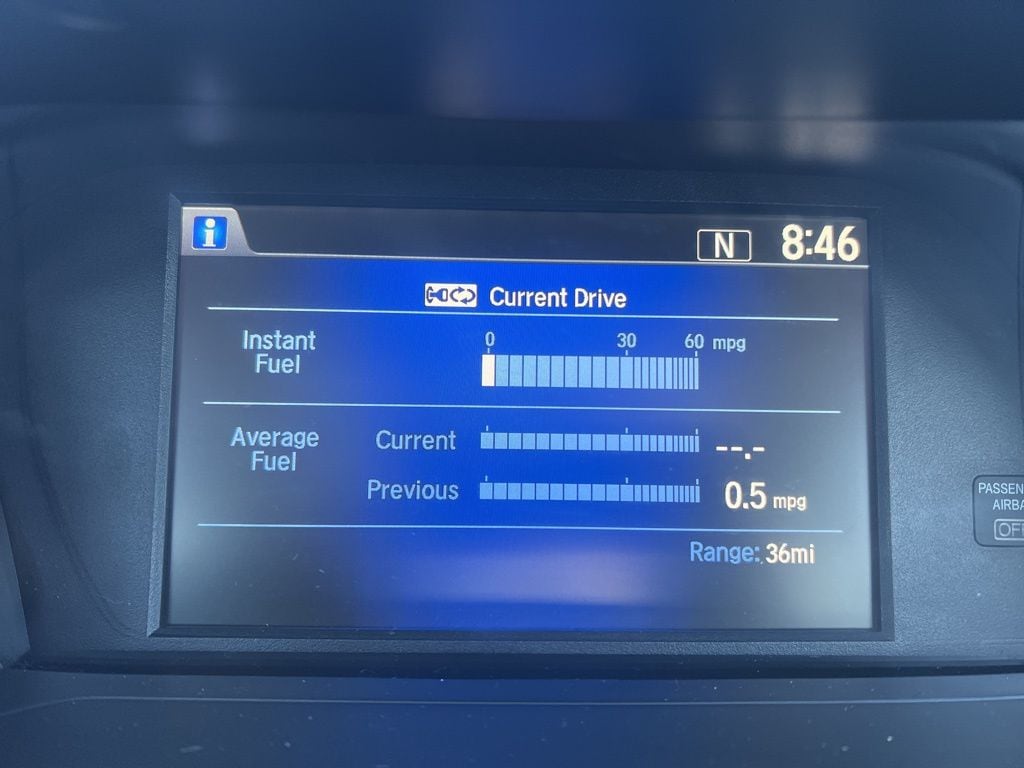 i
N 8:46
Current Drive
0 30 60 mpg
Instant
Fuel
Average
Fuel
Current --.-
Previous 0.5 mpg
Range: 36mi
PASSEN
AIRBA
OFF